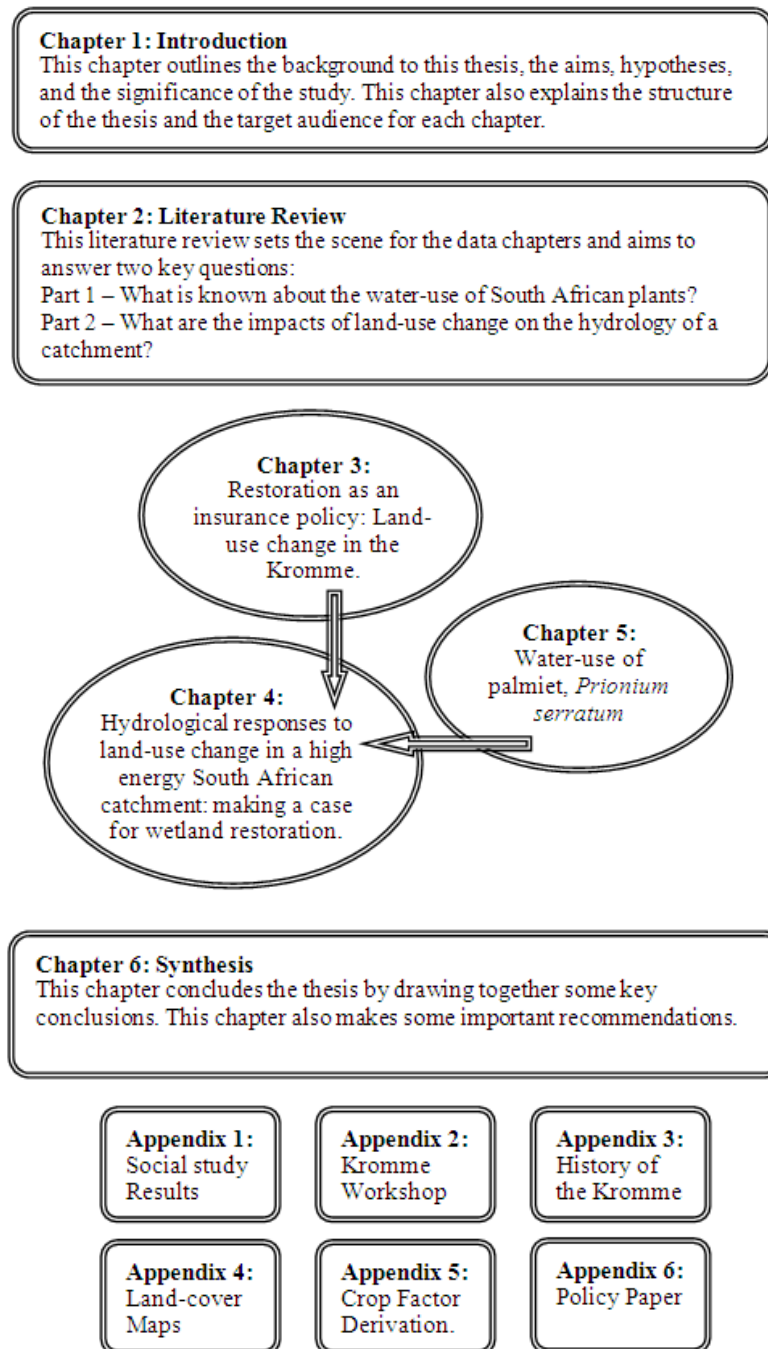 Chapter 1: Introduction
This chapter outlines the background to this thesis, the aims, hypotheses,
and the significance of the study. This chapter also explains the structure
of the thesis and the target audience for each chapter.
Chapter 2: Literature Review
This literature review sets the scene for the data chapters and aims to
answer two key questions:
Part 1 – What is known about the water-use of South African plants?
Part 2 – What are the impacts of land-use change on the hydrology of a
catchment?
Chapter 3:
Restoration as an
insurance policy: Land-
use change in the
Kromme.
Chapter 5:
Water-use of
palmiet, Prionium
serratum
Chapter 4:
Hydrological responses to
land-use change in a high
energy South African
catchment: making a case
for wetland restoration.
Chapter 6: Synthesis
This chapter concludes the thesis by drawing together some key
conclusions. This chapter also makes some important recommendations.
Appendix 1:
Social study
Results
Appendix 2:
Kromme
Workshop
Appendix 3:
History of
the Kromme
Appendix 4:
Land-cover
Maps
Appendix 5:
Crop Factor
Derivation.
Appendix 6:
Policy Paper